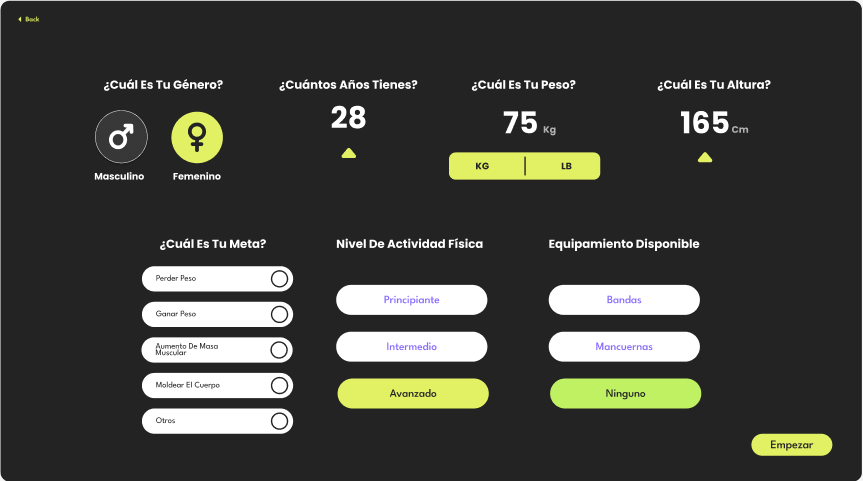 Back
¿Cuál Es Tu Género?
Masculino
Femenino
¿Cuántos Años Tienes?
28
¿Cuál Es Tu Peso?
75 Kg
KG
LB
¿Cuál Es Tu Altura?
165 Cm
¿Cuál Es Tu Meta?
Perder Peso
Ganar Peso
Aumento De Masa
Muscular
Moldear El Cuerpo
Otros
Nivel De Actividad Física
Principiante
Intermedio
Avanzado
Equipamiento Disponible
Bandas
Mancuernas
Ninguno
Empezar